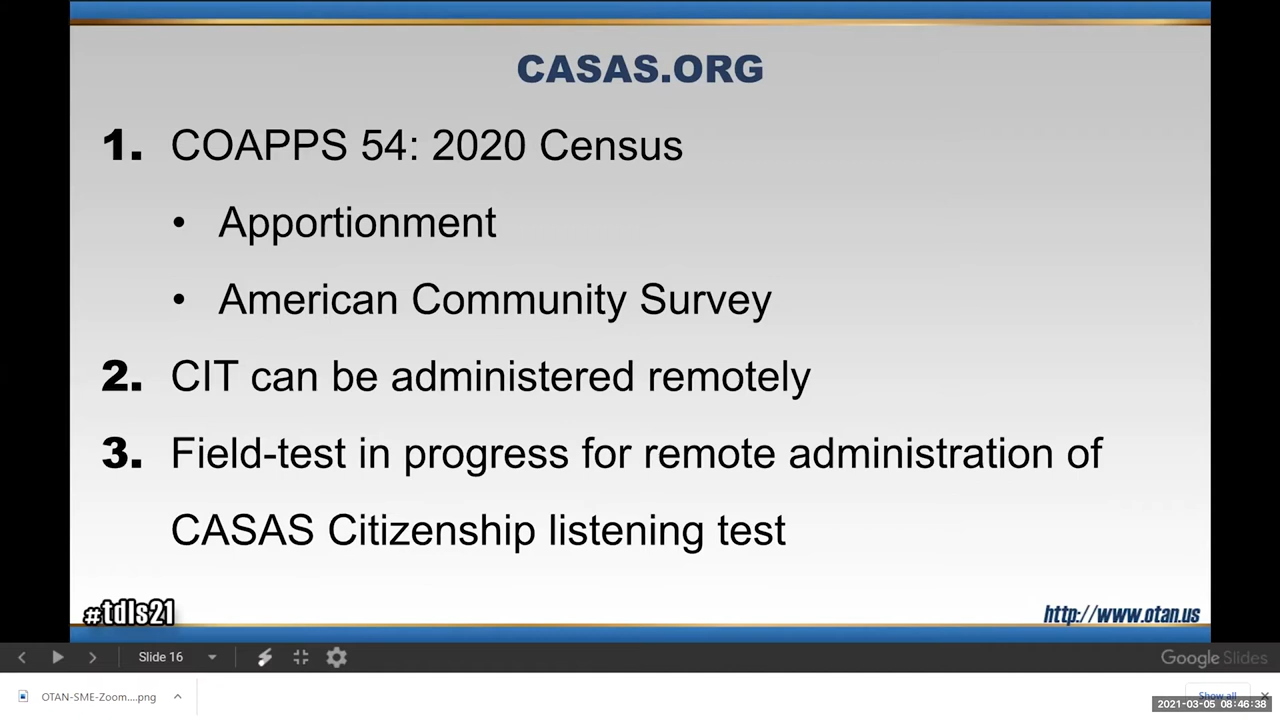 CASAS.ORG
1. COAPPS 54: 2020 Census
• Apportionment
• American Community Survey
2. CIT can be administered remotely
3. Field-test in progress for remote administration of
CASAS Citizenship listening test
#tdls21
http://www.otan.us
Slide 16
Google Slides
OTAN-SME-Zoom....png
Show all
2021-03-05 08:46:38